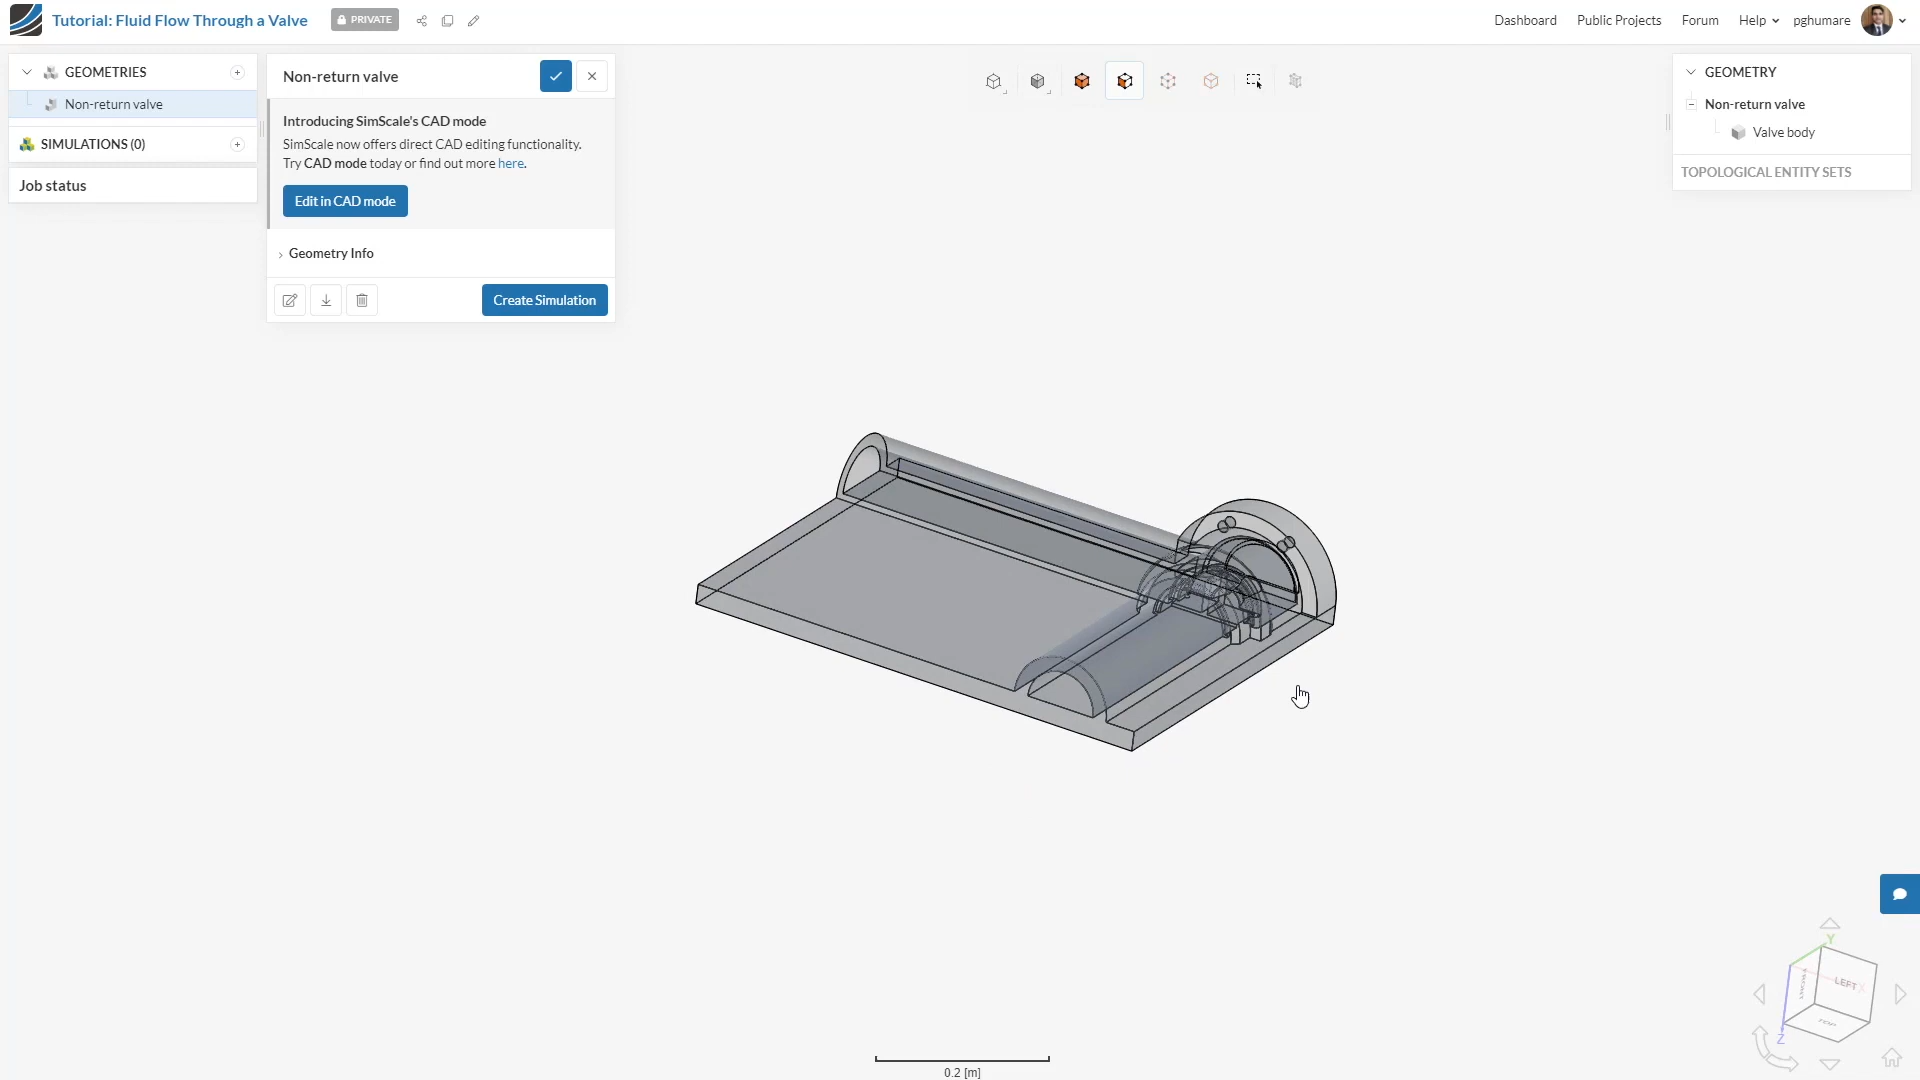 Tutorial: Fluid Flow Through a Valve
PRIVATE
Dashboard
Public Projects
Forum
Help
pghumare
GEOMETRIES
Non-return valve
SIMULATIONS (0)
Job status
Non-return valve
Introducing SimScale's CAD mode
SimScale now offers direct CAD editing functionality.
Try CAD mode today or find out more here.
Edit in CAD mode
Geometry Info
Create Simulation
GEOMETRY
Non-return valve
Valve body
TOPOLOGICAL ENTITY SETS
Y
LEFT
X
FRONT
TOP
Z
0.2 [m]